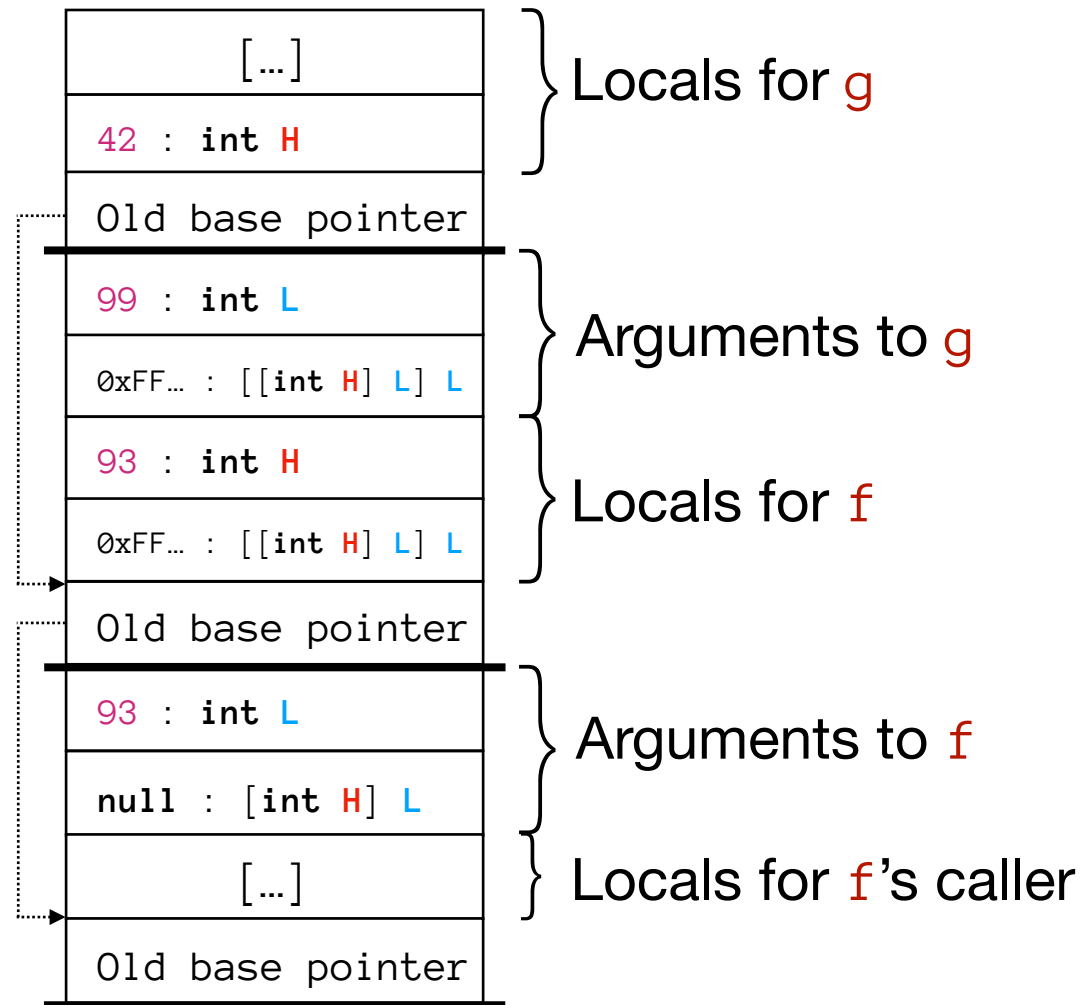 […]
Locals for g
42 : int H
Old base pointer
99 : int L
Arguments to g
0xFF… : [[int H] L] L
93 : int H
Locals for f
0xFF… : [[int H] L] L
Old base pointer
93 : int L
Arguments to f
null : [int H] L
[…]
Locals for f’s caller
Old base pointer